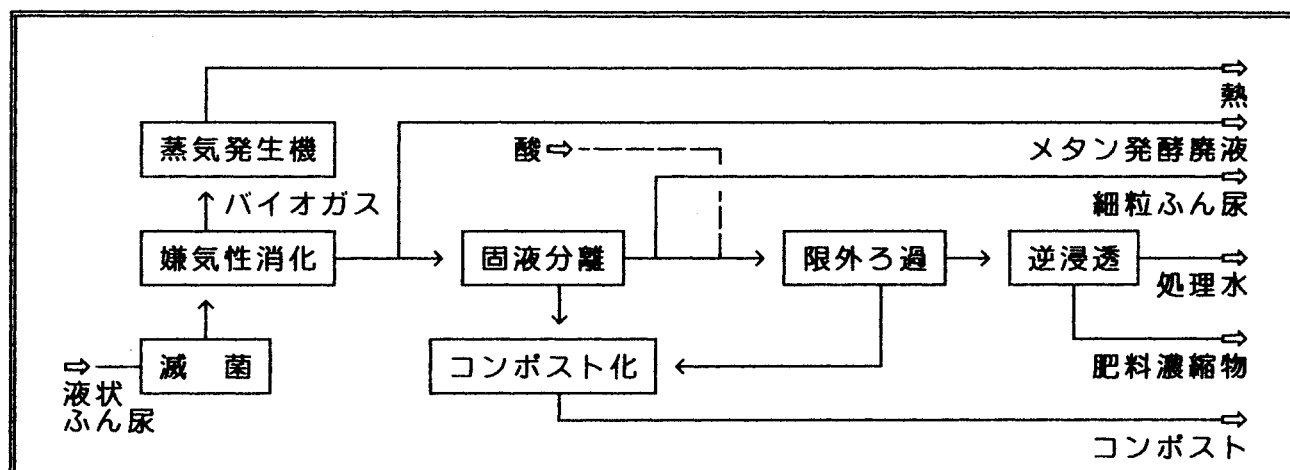 熱
蒸気発生機
酸
メタン発酵廃液
バイオガス
細粒ふん尿
嫌気性消化
固液分離
限外ろ過
逆浸透
処理水
滅 菌
コンポスト化
肥料濃縮物
液状
ふん尿
コンポスト